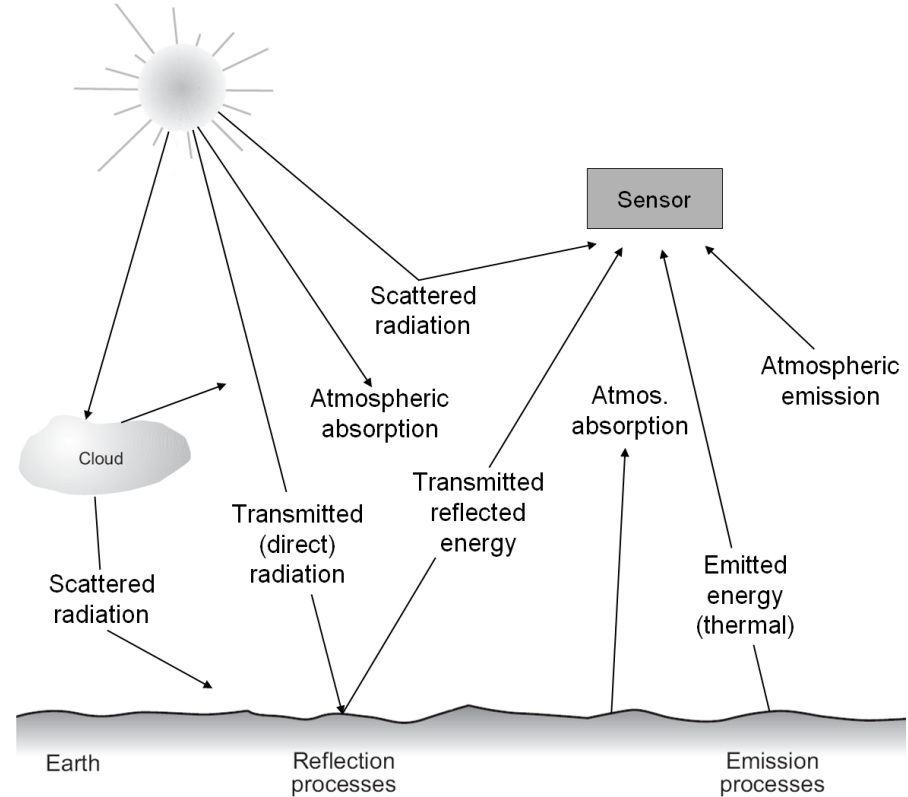 Sensor
Scattered
radiation
Atmospheric
emission
Atmospheric
absorption
Atmos.
absorption
Cloud
Transmitted
reflected
energy
Transmitted
(direct)
radiation
Scattered
radiation
Emitted
energy
(thermal)
Earth
Reflection
processes
Emission
processes